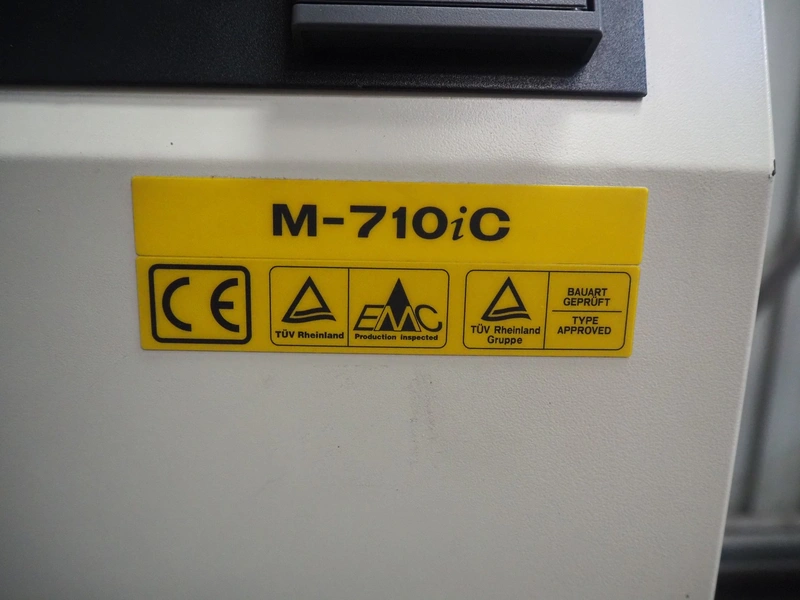 M-710iC
CE
TÜV Rheinland
EMC
Production inspected
TÜV Rheinland
Gruppe
BAUART
GEPRÜFT
TYPE
APPROVED